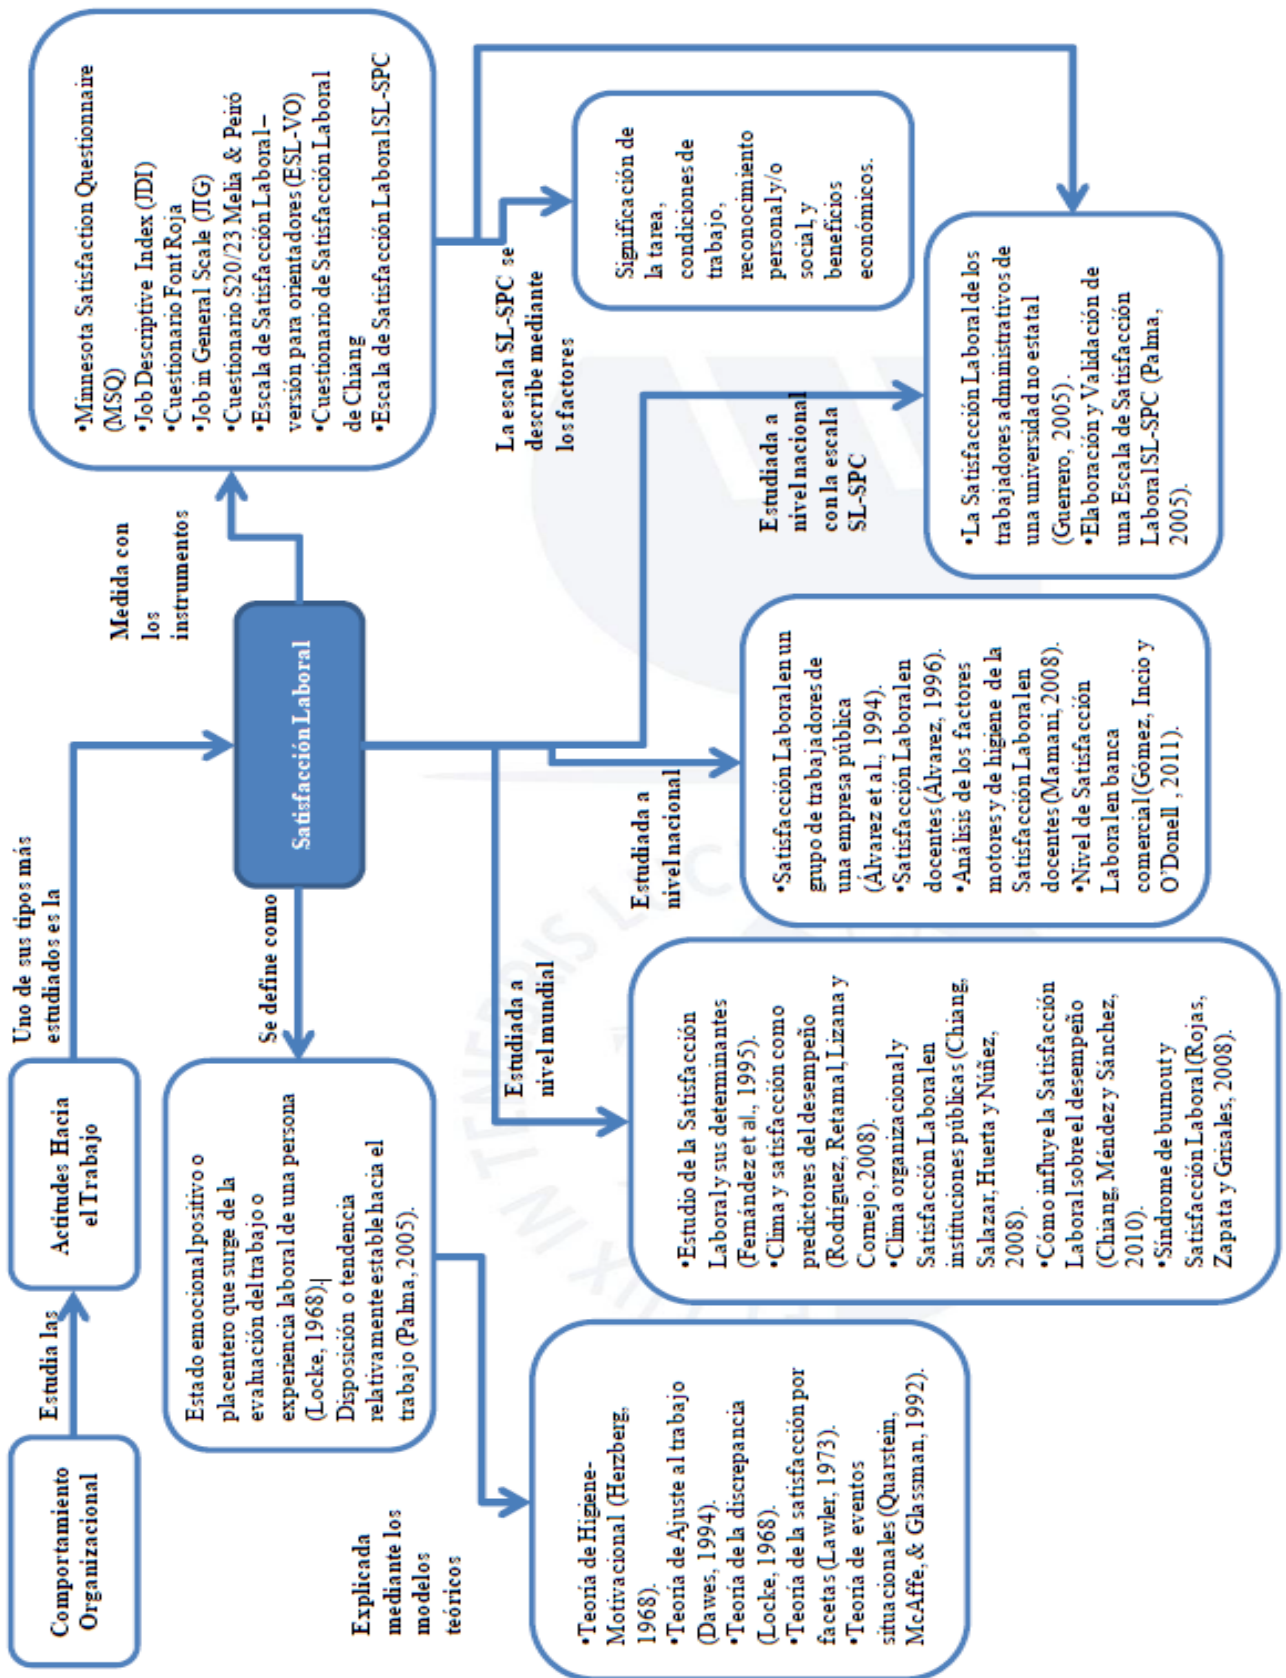 Comportamiento
Organizacional
Estudia las
Actitudes Hacia
el Trabajo
Uno de sus tipos más
estudiados es la
Satisfacción Laboral
Se define como
Estado emocional positivo o
placentero que surge de la
evaluación del trabajo o
experiencia laboral de una persona
(Locke, 1968).
Disposición o tendencia
relativamente estable hacia el
trabajo (Palma, 2005).
Explicada
mediante los
modelos
teóricos
•Teoría de Higiene-
Motivacional (Herzberg,
1968).
•Teoría de Ajuste al trabajo
(Dawes, 1994).
•Teoría de la discrepancia
(Locke, 1968).
•Teoría de la satisfacción por
facetas (Lawler, 1973).
•Teoría de eventos
situacionales (Quarstein,
McAffe, & Glassman, 1992).
Medida con
los
instrumentos
•Minnesota Satisfaction Questionnaire
(MSQ)
•Job Descriptive Index (JDI)
•Cuestionario Font Roja
•Job in General Scale (JIG)
•Cuestionario S20/23 Melia & Peiró
•Escala de Satisfacción Laboral–
versión para orientadores (ESL-VO)
•Cuestionario de Satisfacción Laboral
de Chiang
•Escala de Satisfacción Laboral SL-SPC
La escala SL-SPC se
describe mediante
los factores
Significación de
la tarea,
condiciones de
trabajo,
reconocimiento
personal y/o
social, y
beneficios
económicos.
Estudiada a
nivel mundial
•Estudio de la Satisfacción
Laboral y sus determinantes
(Fernández et al., 1995).
•Clima y satisfacción como
predictores del desempeño
(Rodríguez, Retamal, Lizana y
Cornejo, 2008).
•Clima organizacional y
Satisfacción Laboral en
instituciones públicas (Chiang,
Salazar, Huerta y Núñez,
2008).
•Cómo influye la Satisfacción
Laboral sobre el desempeño
(Chiang, Méndez y Sánchez,
2010).
•Síndrome de burnout y
Satisfacción Laboral (Rojas,
Zapata y Grisales, 2008).
Estudiada a
nivel nacional
•Satisfacción Laboral en un
grupo de trabajadores de
una empresa pública
(Álvarez et al., 1994).
•Satisfacción Laboral en
docentes (Álvarez, 1996).
•Análisis de los factores
motores y de higiene de la
Satisfacción Laboral en
docentes (Mamani, 2008).
•Nivel de Satisfacción
Laboral en banca
comercial (Gómez, Incio y
O'Donell , 2011).
Estudiada a
nivel nacional
con la escala
SL-SPC
•La Satisfacción Laboral de los
trabajadores administrativos de
una universidad no estatal
(Guerrero, 2005).
•Elaboración y Validación de
una Escala de Satisfacción
Laboral SL-SPC (Palma,
2005).